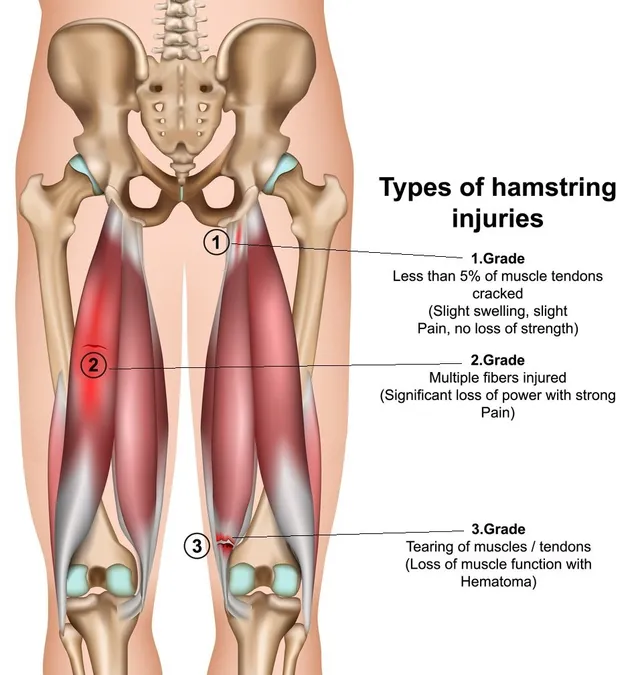 Types of hamstring
injuries
1
1.Grade
Less than 5% of muscle tendons
cracked
(Slight swelling, slight
Pain, no loss of strength)
2
2.Grade
Multiple fibers injured
(Significant loss of power with strong
Pain)
3
3.Grade
Tearing of muscles / tendons
(Loss of muscle function with
Hematoma)